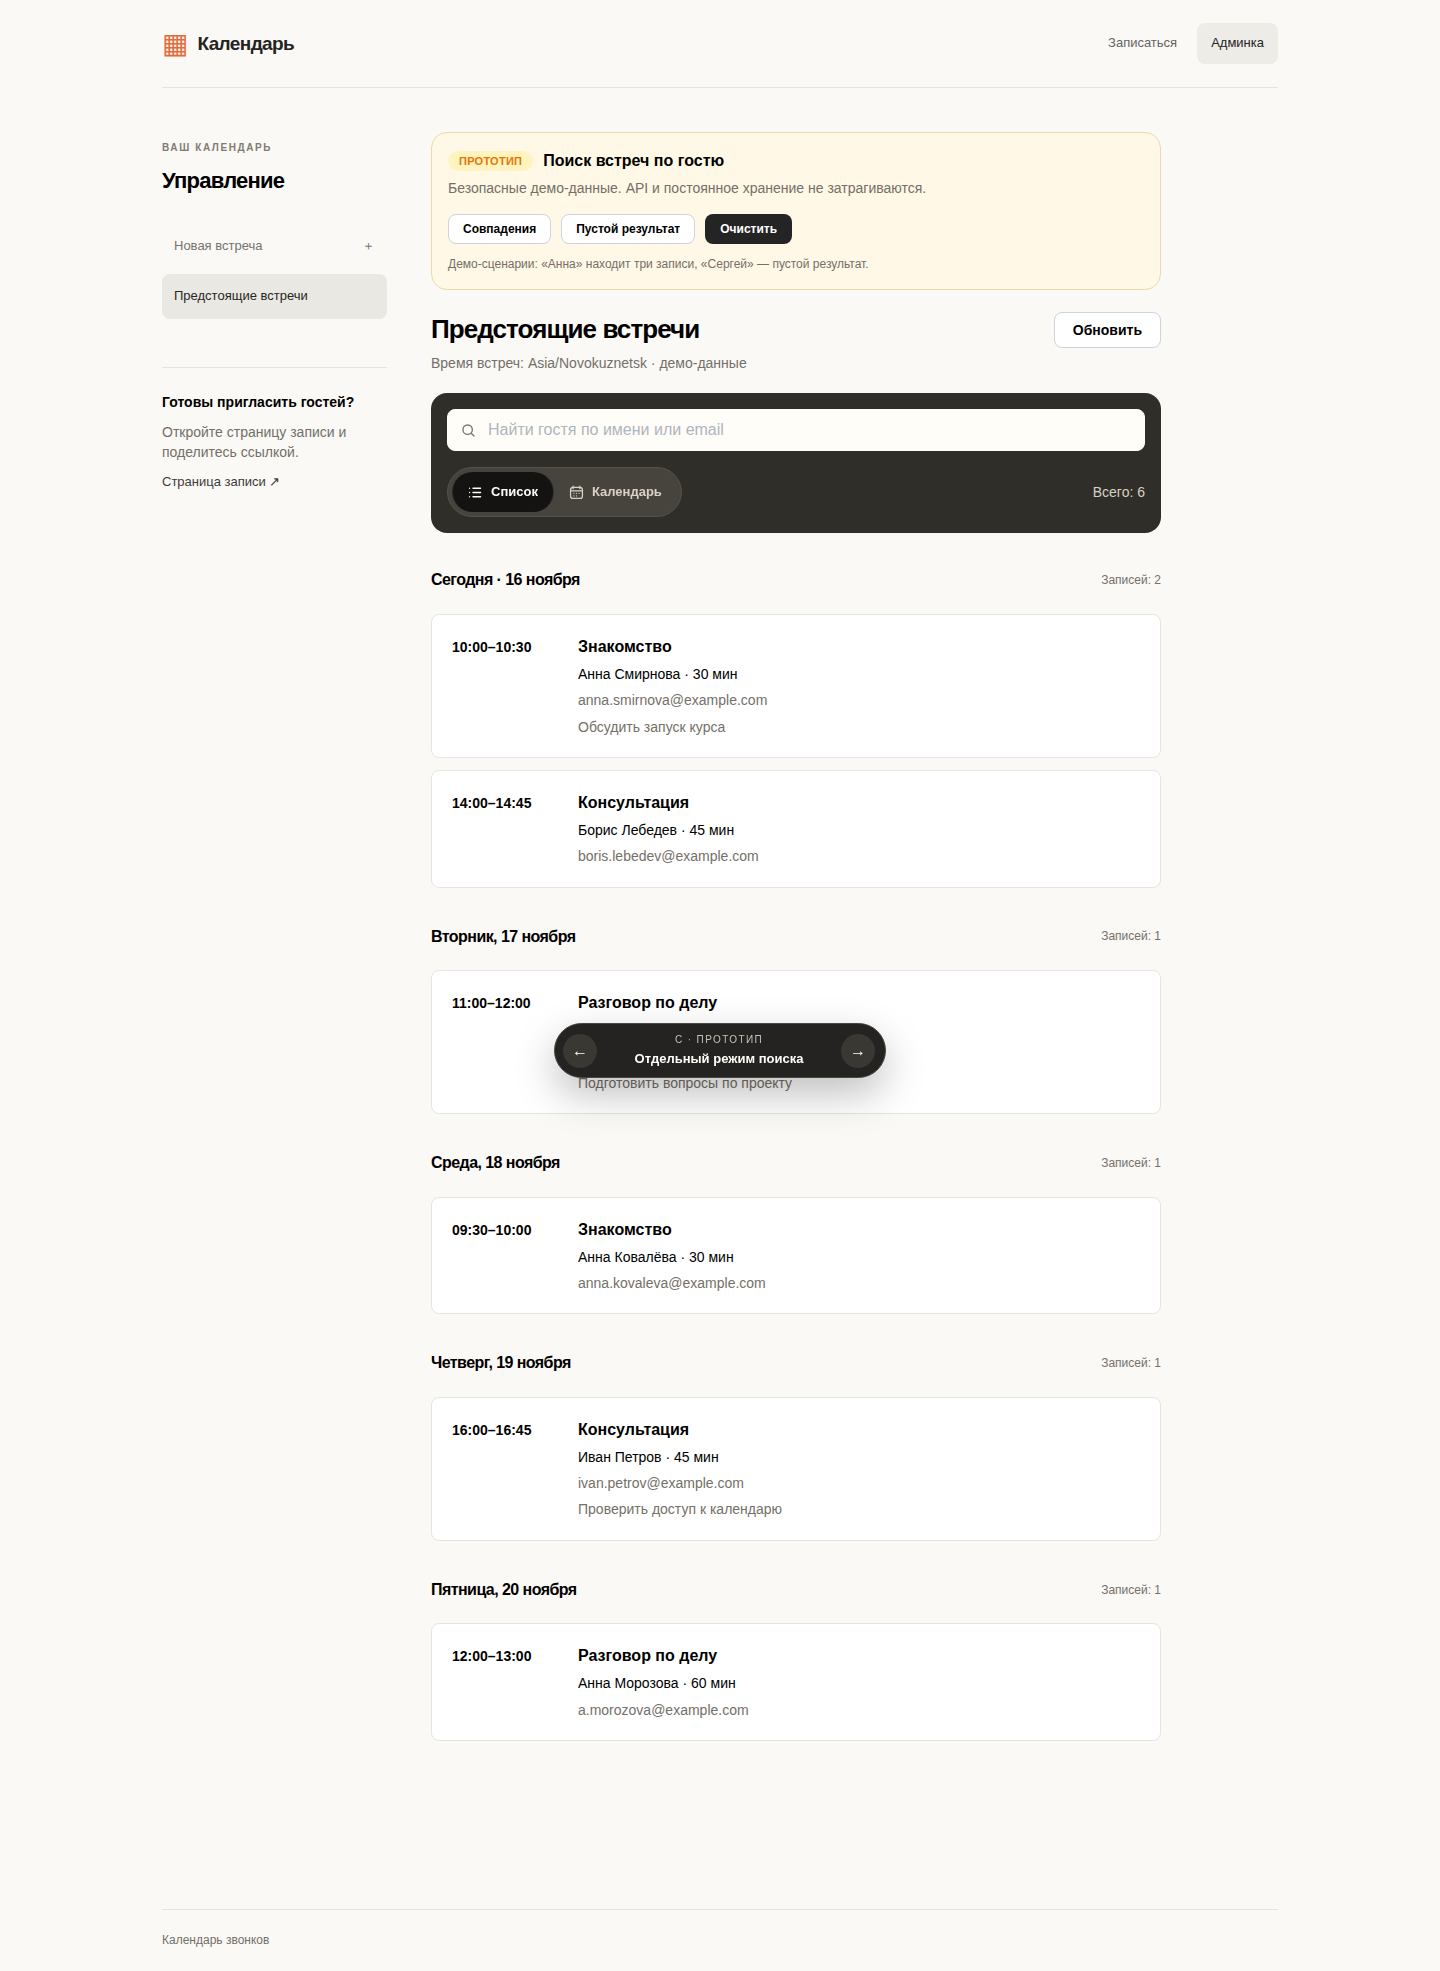 Календарь
Записаться
Админка
ВАШ КАЛЕНДАРЬ
Управление
Новая встреча +
Предстоящие встречи
Готовы пригласить гостей?
Откройте страницу записи и
поделитесь ссылкой.
Страница записи ↗
ПРОТОТИП Поиск встреч по гостю
Безопасные демо-данные. API и постоянное хранение не затрагиваются.
Совпадения Пустой результат Очистить
Демо-сценарии: «Анна» находит три записи, «Сергей» — пустой результат.
Предстоящие встречи
Обновить
Время встреч: Asia/Novokuznetsk · демо-данные
Найти гостя по имени или email
Список Календарь Всего: 6
Сегодня · 16 ноября Записей: 2
10:00–10:30 Знакомство
Анна Смирнова · 30 мин
anna.smirnova@example.com
Обсудить запуск курса
14:00–14:45 Консультация
Борис Лебедев · 45 мин
boris.lebedev@example.com
Вторник, 17 ноября Записей: 1
11:00–12:00 Разговор по делу
← С · ПРОТОТИП →
Отдельный режим поиска
Подготовить вопросы по проекту
Среда, 18 ноября Записей: 1
09:30–10:00 Знакомство
Анна Ковалёва · 30 мин
anna.kovaleva@example.com
Четверг, 19 ноября Записей: 1
16:00–16:45 Консультация
Иван Петров · 45 мин
ivan.petrov@example.com
Проверить доступ к календарю
Пятница, 20 ноября Записей: 1
12:00–13:00 Разговор по делу
Анна Морозова · 60 мин
a.morozova@example.com
Календарь звонков